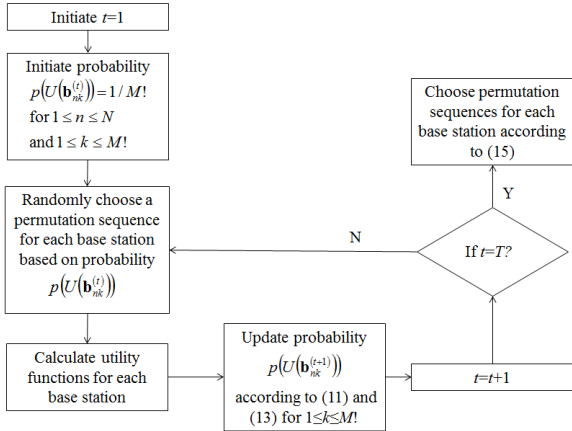 Initiate t=1
Initiate probability
p(U(b_{nk}^{(t)}))=1/M!
for 1≤n≤N
and 1≤k≤M!
Randomly choose a
permutation sequence
for each base station
based on probability
p(U(b_{nk}^{(t)}))
Calculate utility
functions for each
base station
Update probability
p(U(b_{nk}^{(t+1)}))
according to (11) and
(13) for 1≤k≤M!
t=t+1
If t=T?
N
Y
Choose permutation
sequences for each
base station according
to (15)